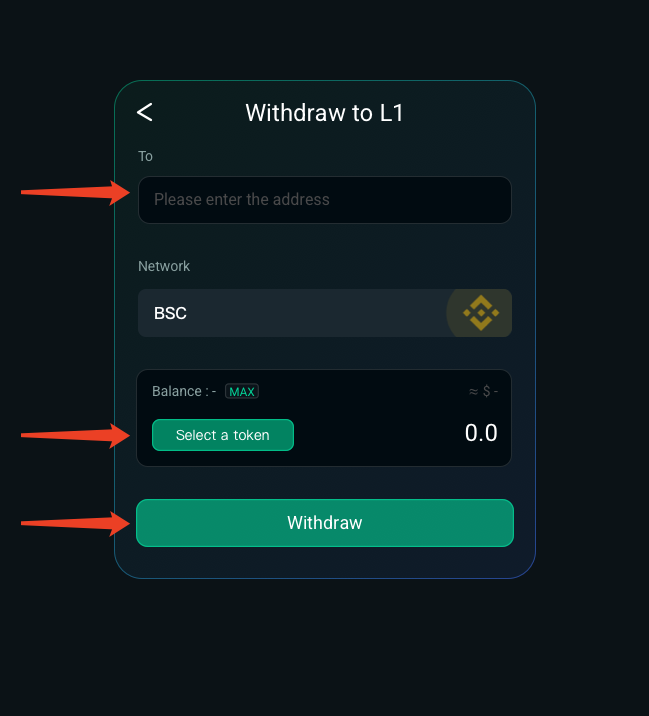 Withdraw to L1
To
Please enter the address
Network
BSC
Balance : - MAX ≈ $ -
Select a token 0.0
Withdraw